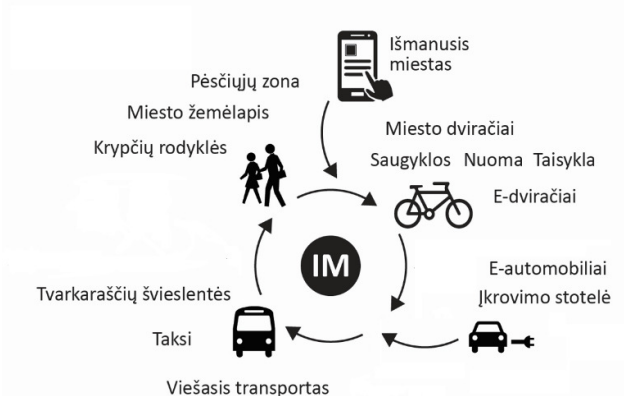 Išmanusis
miestas
Pėsčiųjų zona
Miesto žemėlapis
Krypčių rodyklės
Miesto dviračiai
Saugyklos Nuoma Taisykla
E-dviračiai
IM
E-automobiliai
Įkrovimo stotelė
Tvarkaraščių švieslentės
Taksi
Viešasis transportas